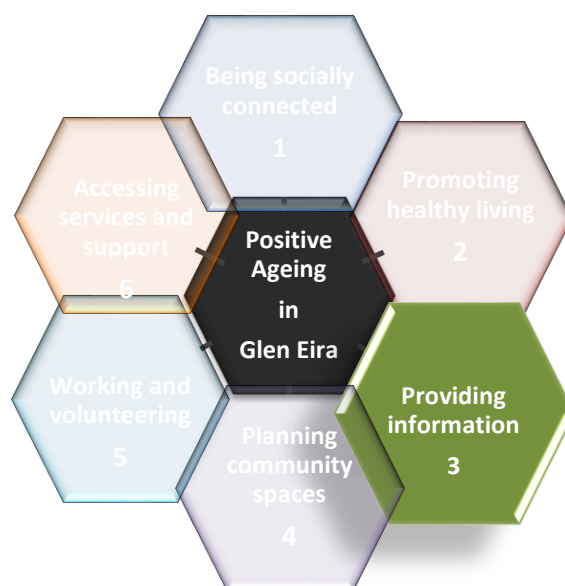 Being socially
connected
1
Promoting
healthy living
2
Providing
information
3
Planning
community
spaces
4
Working and
volunteering
5
Accessing
services and
support
6
Positive
Ageing
in
Glen Eira